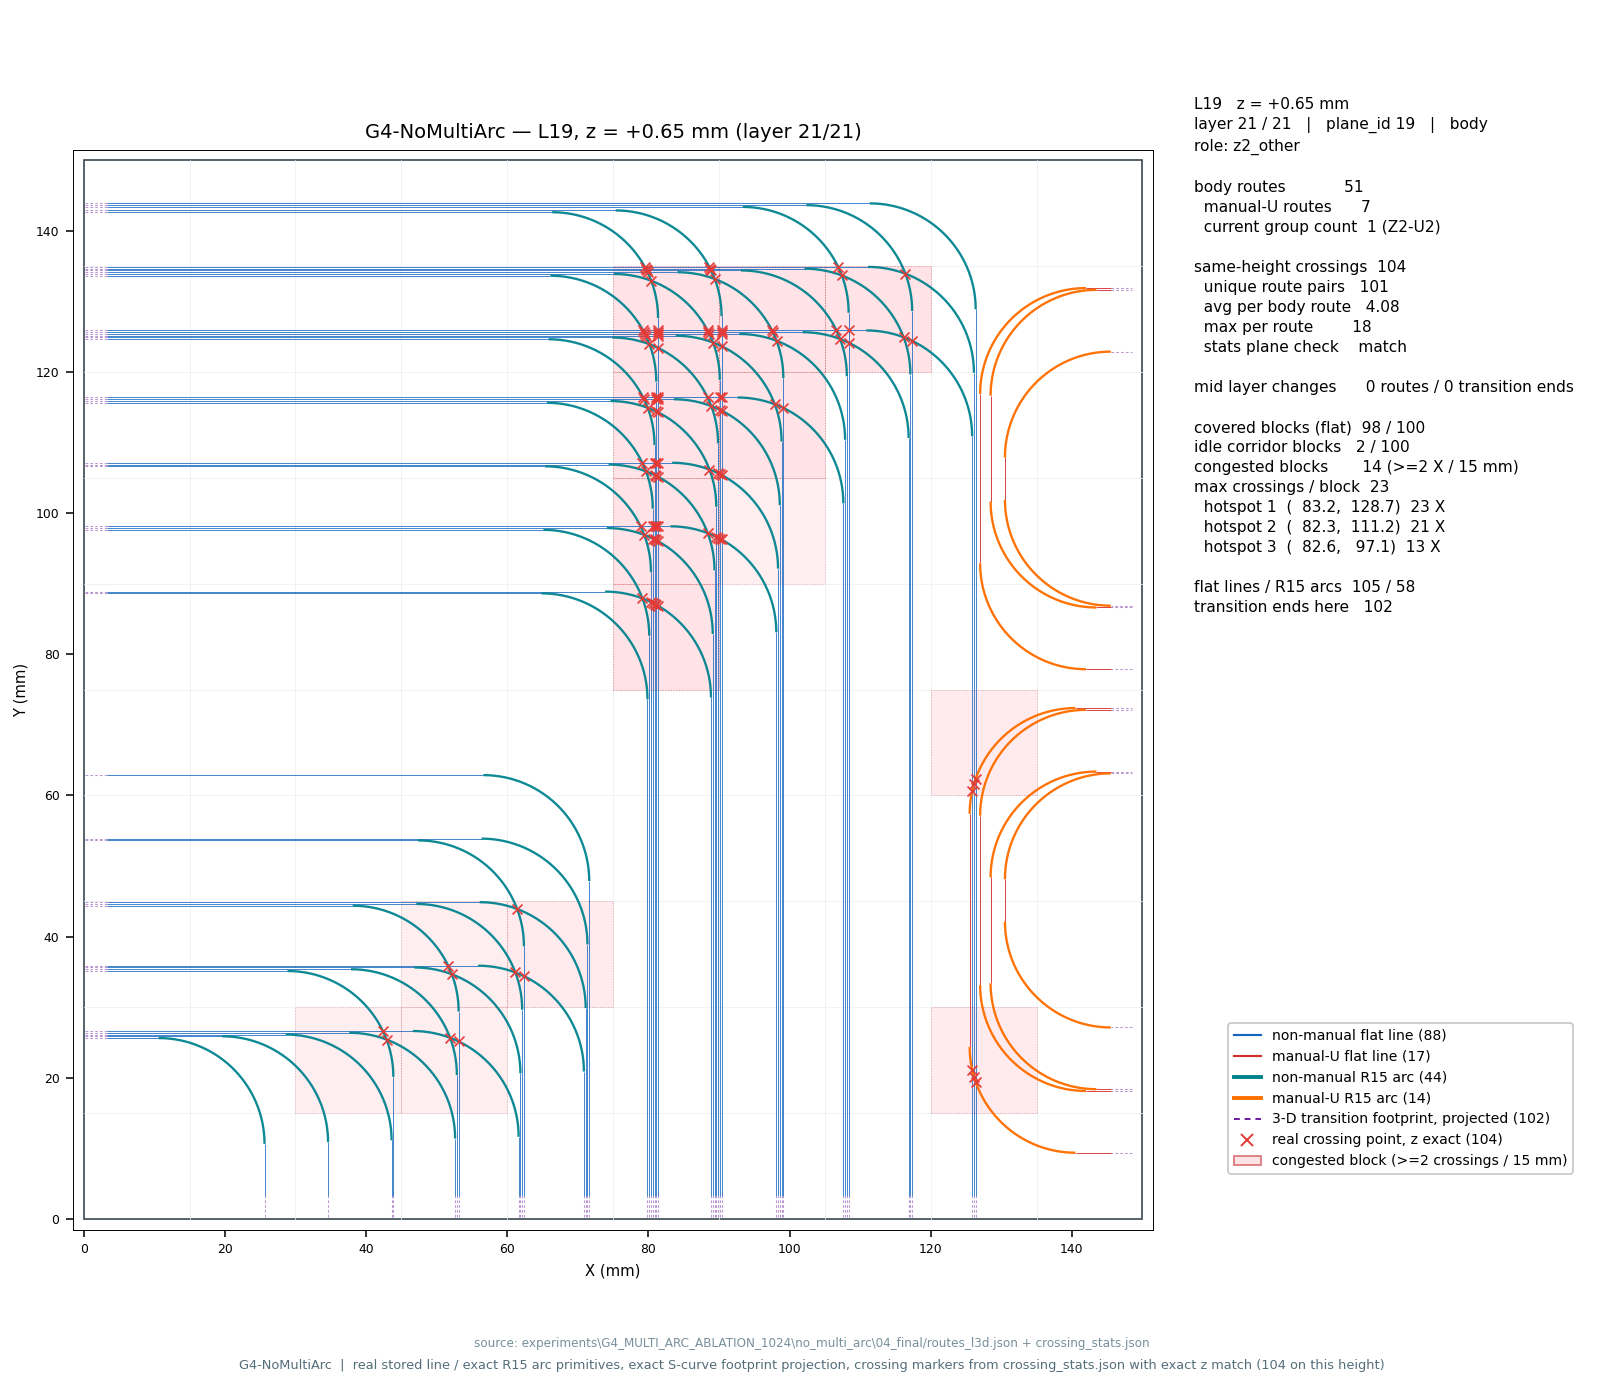 G4-NoMultiArc — L19, z = +0.65 mm (layer 21/21)
L19 z = +0.65 mm
layer 21 / 21 | plane_id 19 | body
role: z2_other
body routes 51
manual-U routes 7
current group count 1 (Z2-U2)
same-height crossings 104
unique route pairs 101
avg per body route 4.08
max per route 18
stats plane check match
mid layer changes 0 routes / 0 transition ends
covered blocks (flat) 98 / 100
idle corridor blocks 2 / 100
congested blocks 14 (>=2 X / 15 mm)
max crossings / block 23
hotspot 1 ( 83.2, 128.7) 23 X
hotspot 2 ( 82.3, 111.2) 21 X
hotspot 3 ( 82.6, 97.1) 13 X
flat lines / R15 arcs 105 / 58
transition ends here 102
Y (mm)
140
120
100
80
60
40
20
0
0 20 40 60 80 100 120 140
X (mm)
non-manual flat line (88)
manual-U flat line (17)
non-manual R15 arc (44)
manual-U R15 arc (14)
3-D transition footprint, projected (102)
real crossing point, z exact (104)
congested block (>=2 crossings / 15 mm)
source: experiments\G4_MULTI_ARC_ABLATION_1024\no_multi_arc\04_final/routes_l3d.json + crossing_stats.json
G4-NoMultiArc | real stored line / exact R15 arc primitives, exact S-curve footprint projection, crossing markers from crossing_stats.json with exact z match (104 on this height)